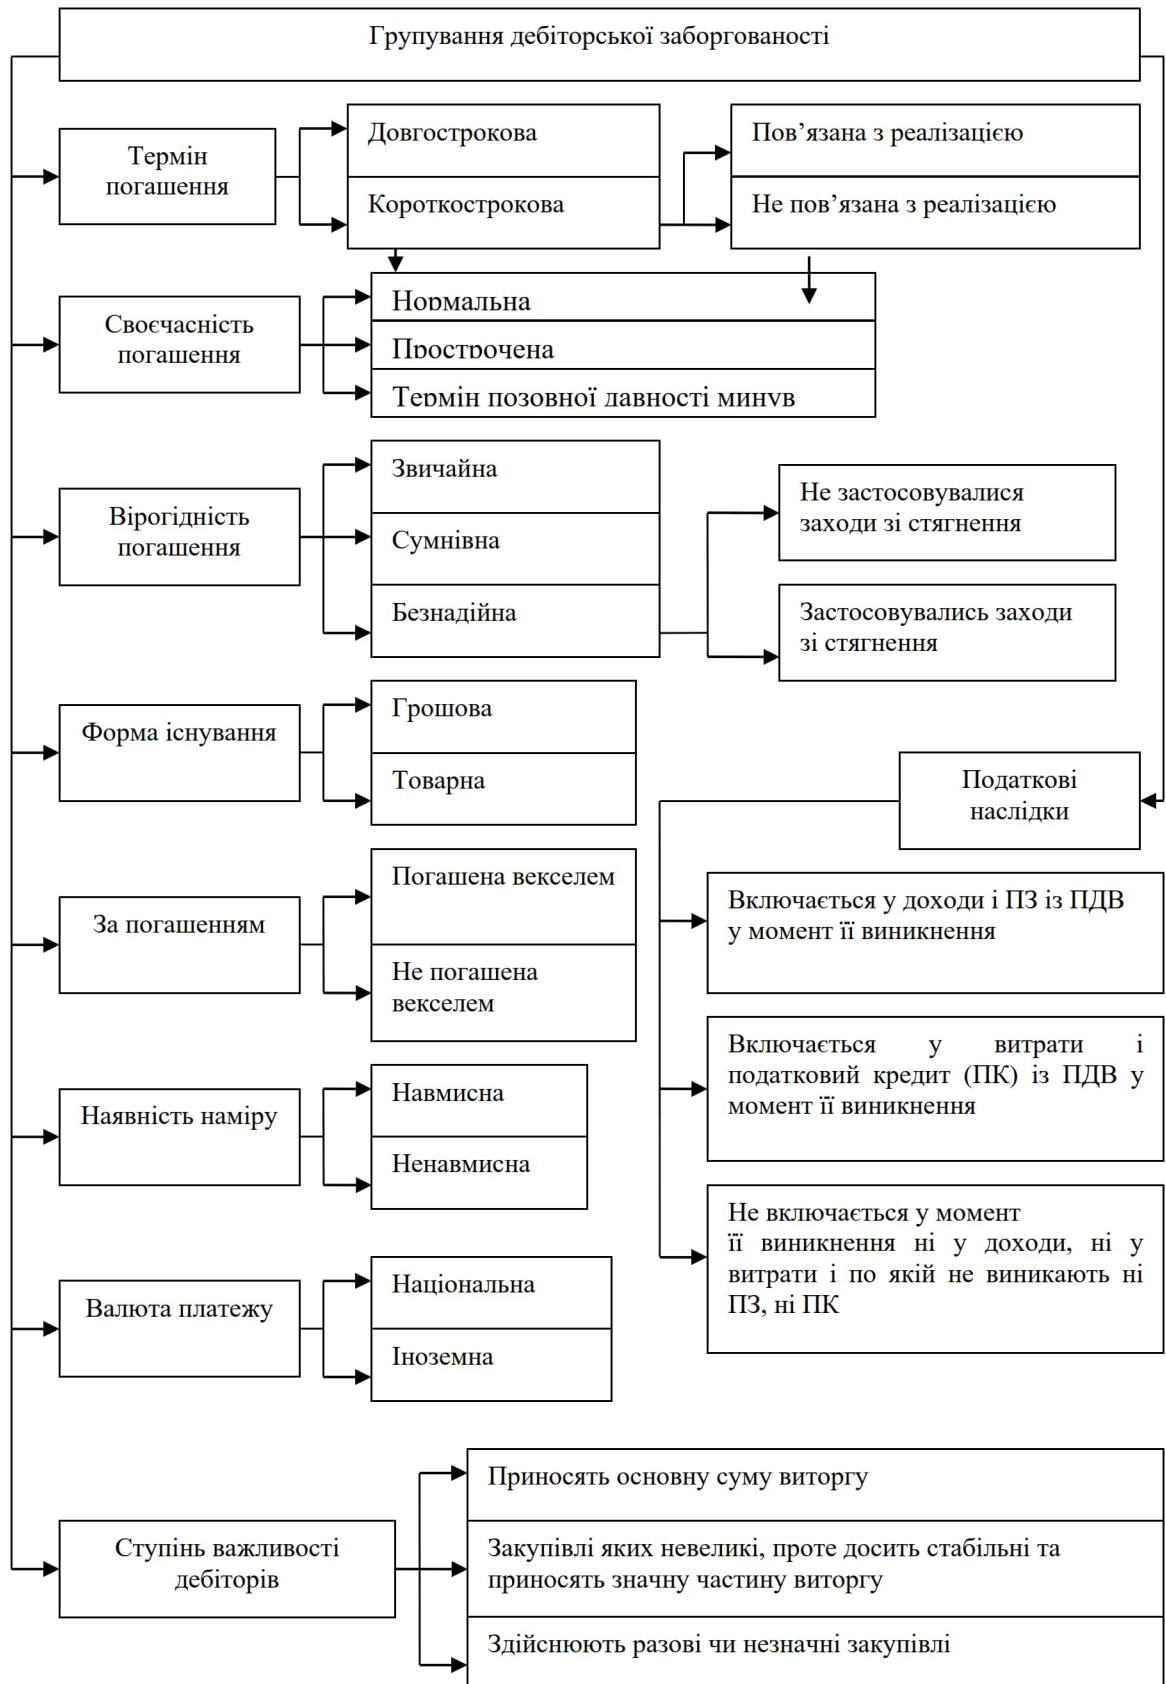 Групування дебіторської заборгованості
Термін
погашення
Довгострокова
Короткострокова
Пов’язана з реалізацією
Не пов’язана з реалізацією
Своєчасність
погашення
Нормальна
Прострочена
Термін позовної давності минув
Вірогідність
погашення
Звичайна
Сумнівна
Безнадійна
Не застосовувалися
заходи зі стягнення
Застосовувались заходи
зі стягнення
Форма існування
Грошова
Товарна
Податкові
наслідки
Включається у доходи і ПЗ із ПДВ
у момент її виникнення
Включається у витрати і
податковий кредит (ПК) із ПДВ у
момент її виникнення
Не включається у момент
її виникнення ні у доходи, ні у
витрати і по якій не виникають ні
ПЗ, ні ПК
За погашенням
Погашена векселем
Не погашена
векселем
Наявність наміру
Навмисна
Ненавмисна
Валюта платежу
Національна
Іноземна
Ступінь важливості
дебіторів
Приносять основну суму виторгу
Закупівлі яких невеликі, проте досить стабільні та
приносять значну частину виторгу
Здійснюють разові чи незначні закупівлі